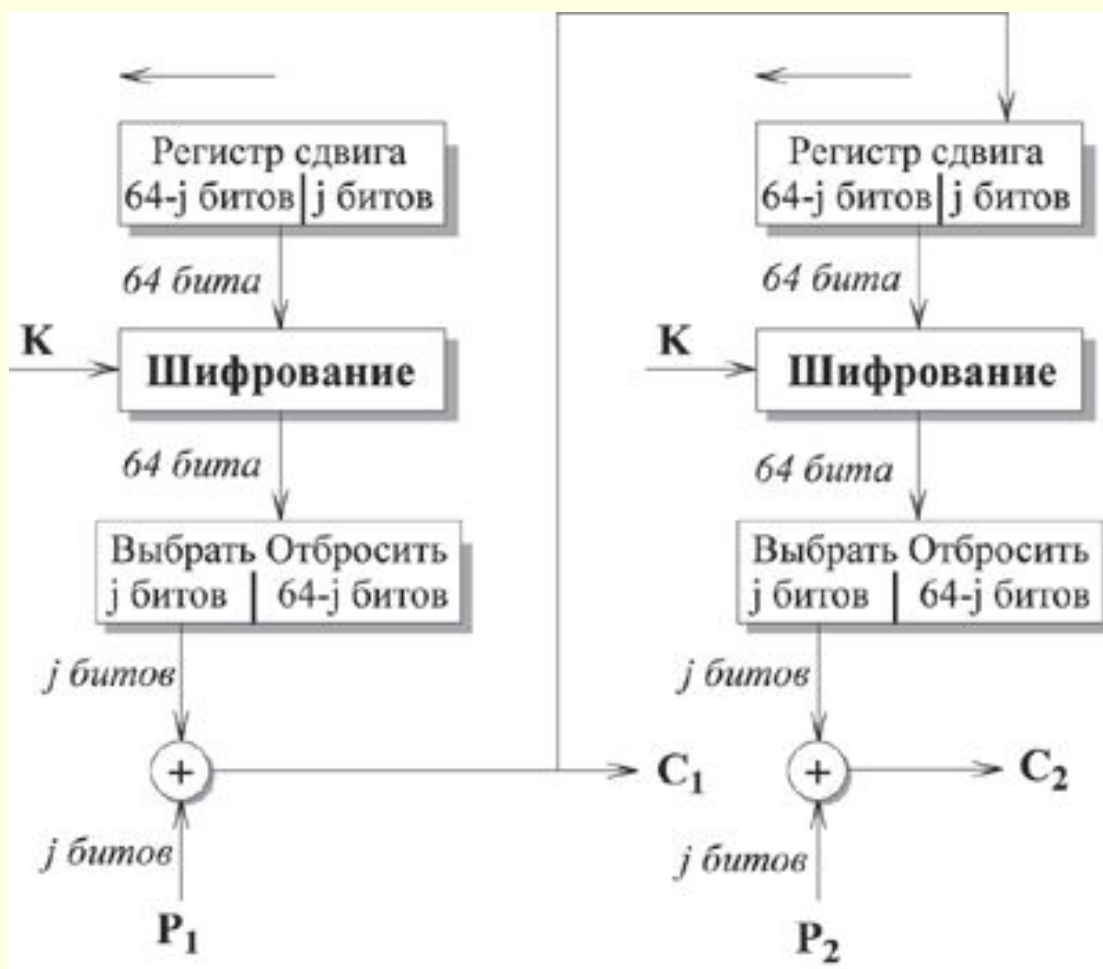 Регистр сдвига
64-j битов | j битов
64 бита
K
Шифрование
64 бита
Выбрать Отбросить
j битов | 64-j битов
j битов
+
C₁
j битов
P₁
Регистр сдвига
64-j битов | j битов
64 бита
K
Шифрование
64 бита
Выбрать Отбросить
j битов | 64-j битов
j битов
+
C₂
j битов
P₂